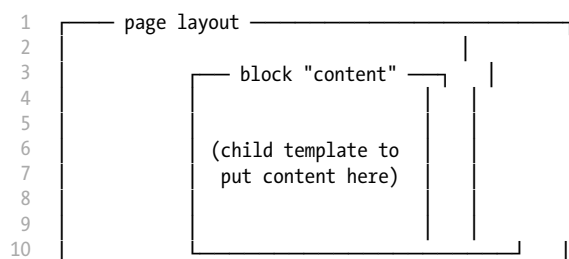 1 page layout
2
3 block "content"
4
5
6 (child template to
7 put content here)
8
9
10